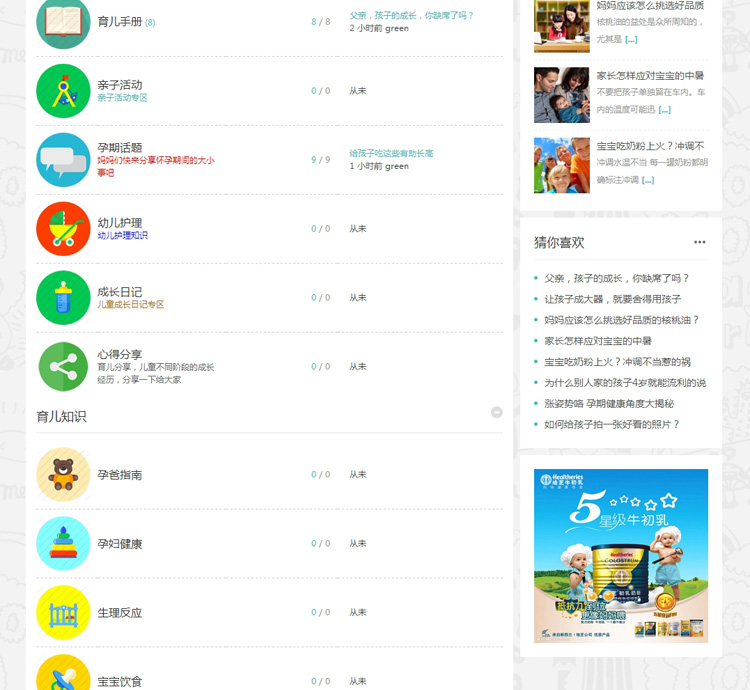 育儿手册 (8)
8 / 8
父亲，孩子的成长，你缺席了吗？
2 小时前 green
亲子活动
亲子活动专区
0 / 0
从未
孕期话题
妈妈们快来分享怀孕期间的大小
事吧
9 / 9
给孩子吃这些有助长高
1 小时前 green
幼儿护理
幼儿护理知识
0 / 0
从未
成长日记
儿童成长日记专区
0 / 0
从未
心得分享
育儿分享，儿童不同阶段的成长
经历，分享一下给大家
0 / 0
从未
育儿知识
孕爸指南
0 / 0
从未
孕妇健康
0 / 0
从未
生理反应
0 / 0
从未
宝宝饮食
0 / 0
从未
妈妈应该怎么挑选好品质
核桃油的益处是众所周知的，
尤其是 [...]
家长怎样应对宝宝的中暑
不要把孩子单独留在车内。车
内的温度可能迅 [...]
宝宝吃奶粉上火？冲调不
冲调水温不当 每一罐奶粉都明
确标注冲调 [...]
猜你喜欢
父亲，孩子的成长，你缺席了吗？
让孩子成大器，就要舍得用孩子
妈妈应该怎么挑选好品质的核桃油？
家长怎样应对宝宝的中暑
宝宝吃奶粉上火？冲调不当惹的祸
为什么别人家的孩子4岁就能流利的说
涨姿势咯 孕期健康角度大揭秘
如何给孩子拍一张好看的照片？
Healtheries
5
星级牛初乳
Healtheries
COLOSTRUM